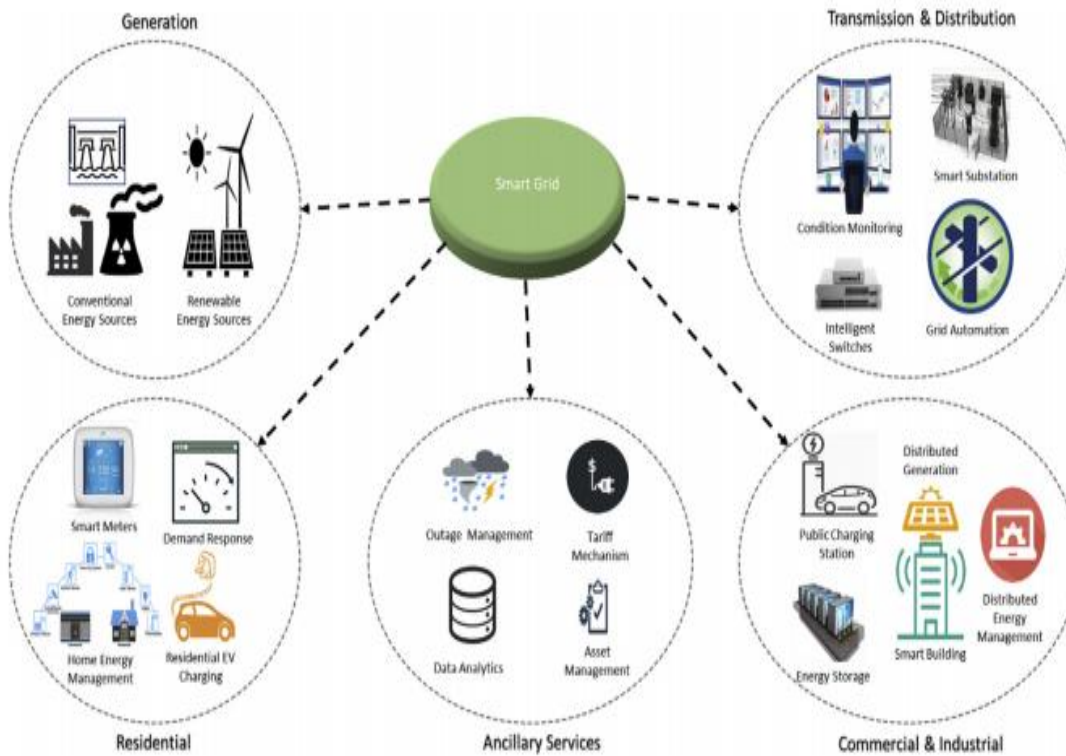 Generation
Transmission & Distribution
Smart Grid
Conventional
Energy Sources
Renewable
Energy Sources
Condition Monitoring
Smart Substation
Intelligent
Switches
Grid Automation
Smart Meters
Demand Response
Home Energy
Management
Residential EV
Charging
Residential
Outage Management
$
Tariff
Mechanism
Data Analytics
Asset
Management
Ancillary Services
Public Charging
Station
Distributed
Generation
Energy Storage
Smart Building
Distributed
Energy
Management
Commercial & Industrial